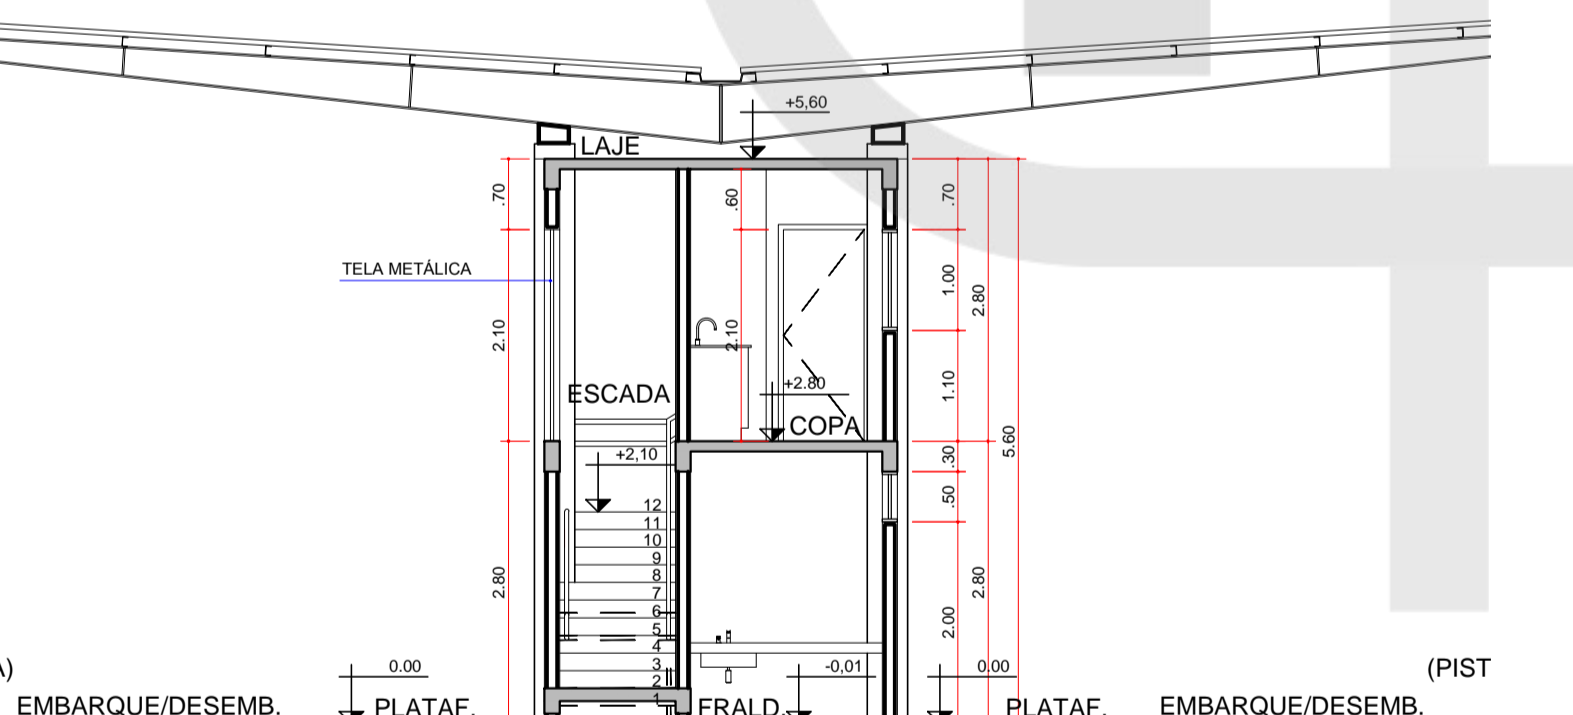 +5,60
LAJE
.70
.60
.70
TELA METÁLICA
1.00
2.80
2.10
2.10
ESCADA
+2.80
1.10
COPA
5.60
+2,10
.30
.50
12
11
10
9
8
7
6
5
4
3
2
1
2.80
2.80
2.00
A)
0.00
-0,01
0.00
(PIST
EMBARQUE/DESEMB.
PLATAF.
FRALD.
PLATAF.
EMBARQUE/DESEMB.